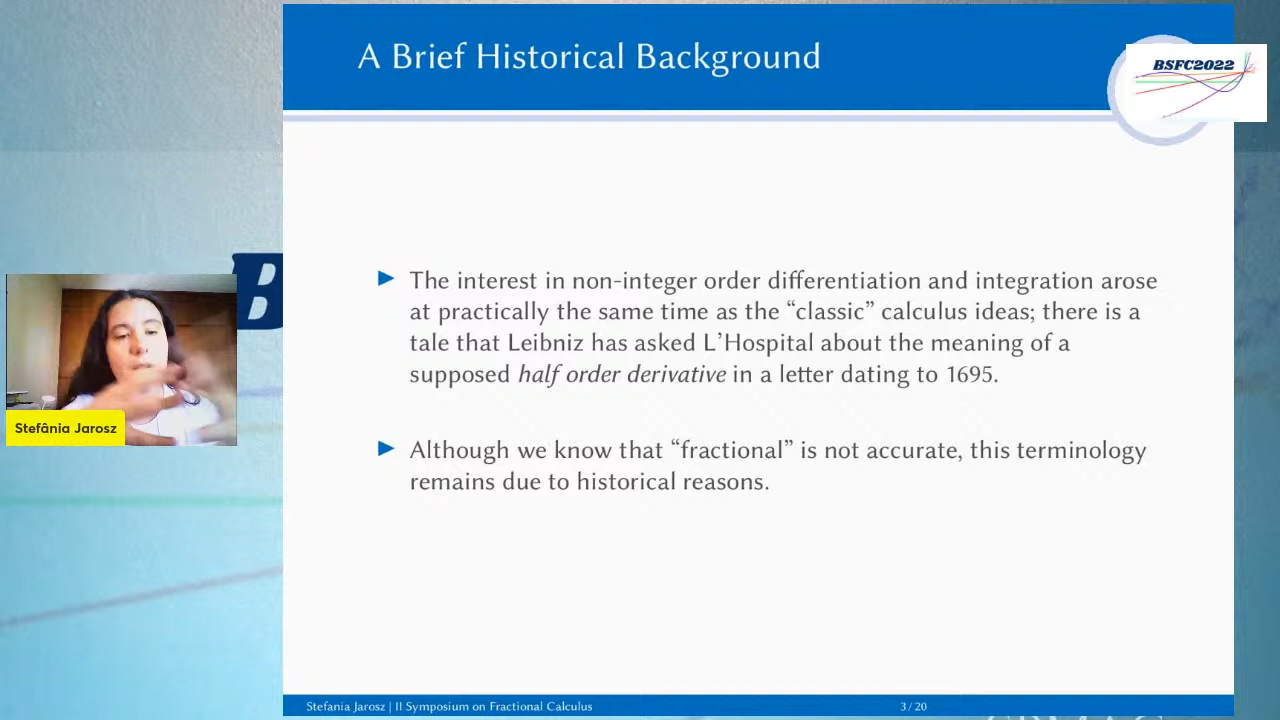 A Brief Historical Background
BSFC2022
The interest in non-integer order differentiation and integration arose
at practically the same time as the “classic” calculus ideas; there is a
tale that Leibniz has asked L’Hospital about the meaning of a
supposed half order derivative in a letter dating to 1695.
Although we know that “fractional” is not accurate, this terminology
remains due to historical reasons.
B
Stefânia Jarosz
Stefania Jarosz | II Symposium on Fractional Calculus
3 / 20